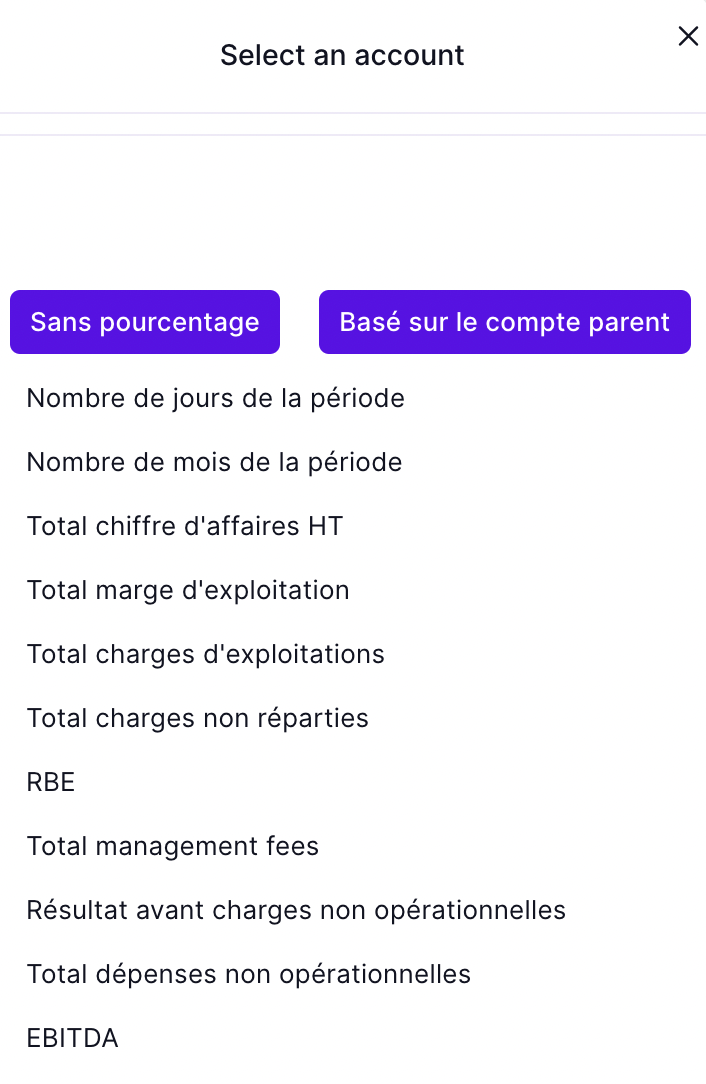 Select an account
Sans pourcentage
Basé sur le compte parent
Nombre de jours de la période
Nombre de mois de la période
Total chiffre d'affaires HT
Total marge d'exploitation
Total charges d'exploitations
Total charges non réparties
RBE
Total management fees
Résultat avant charges non opérationnelles
Total dépenses non opérationnelles
EBITDA